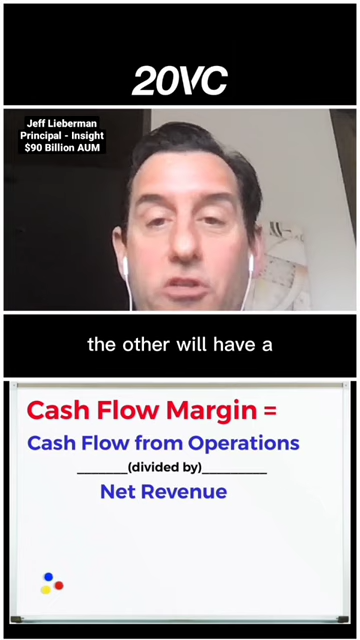 20VC
Jeff Lieberman
Principal - Insight
$90 Billion AUM
the other will have a
Cash Flow Margin =
Cash Flow from Operations
_______(divided by)__________
Net Revenue